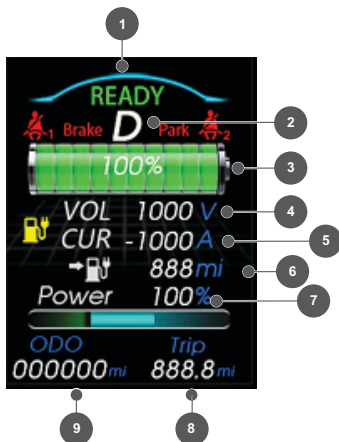 1
READY
1 Brake D Park 2
2
100%
3
VOL 1000 V
4
CUR -1000 A
5
888 mi
6
Power 100%
7
ODO Trip
000000 mi 888.8 mi
9 8